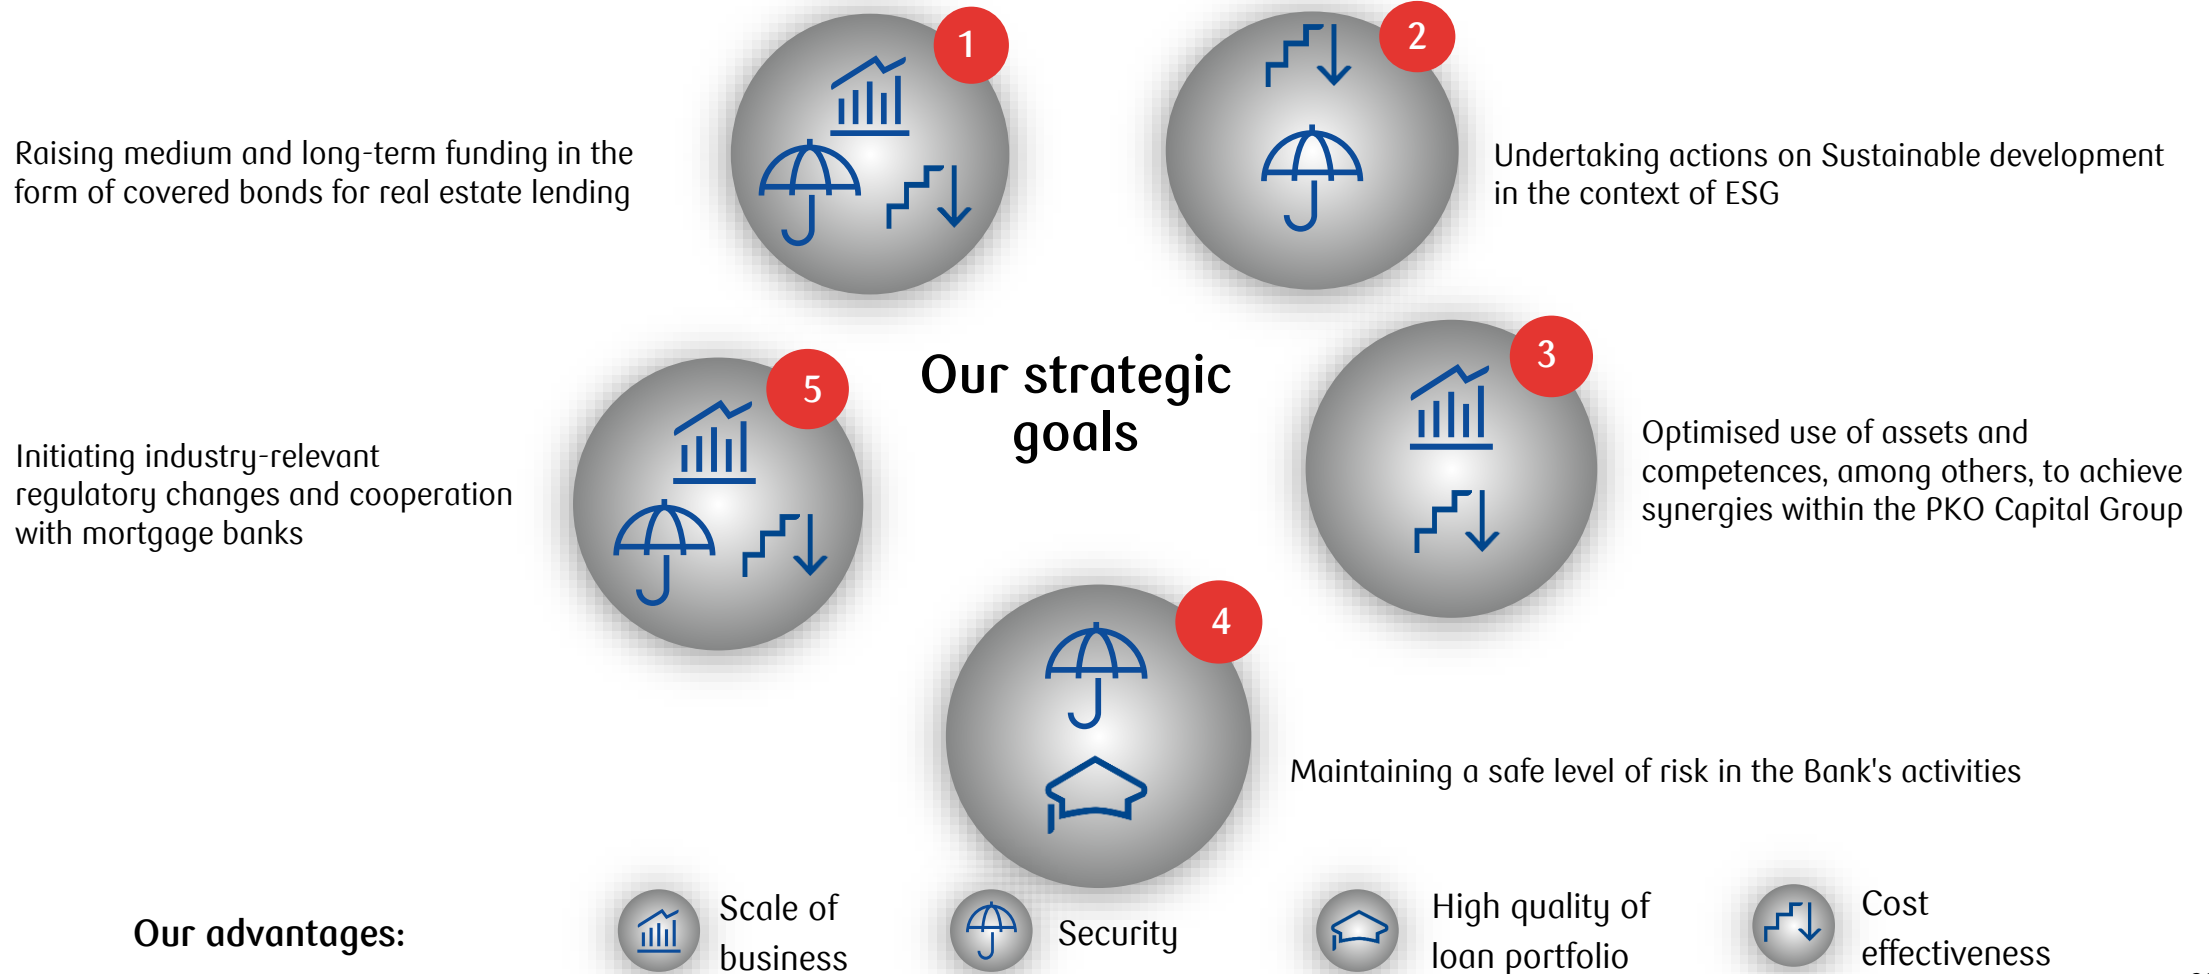 1
Raising medium and long-term funding in the
form of covered bonds for real estate lending
2
Undertaking actions on Sustainable development
in the context of ESG
Our strategic
goals
3
Optimised use of assets and
competences, among others, to achieve
synergies within the PKO Capital Group
5
Initiating industry-relevant
regulatory changes and cooperation
with mortgage banks
4
Maintaining a safe level of risk in the Bank's activities
Our advantages:
Scale of
business
Security
High quality of
loan portfolio
Cost
effectiveness